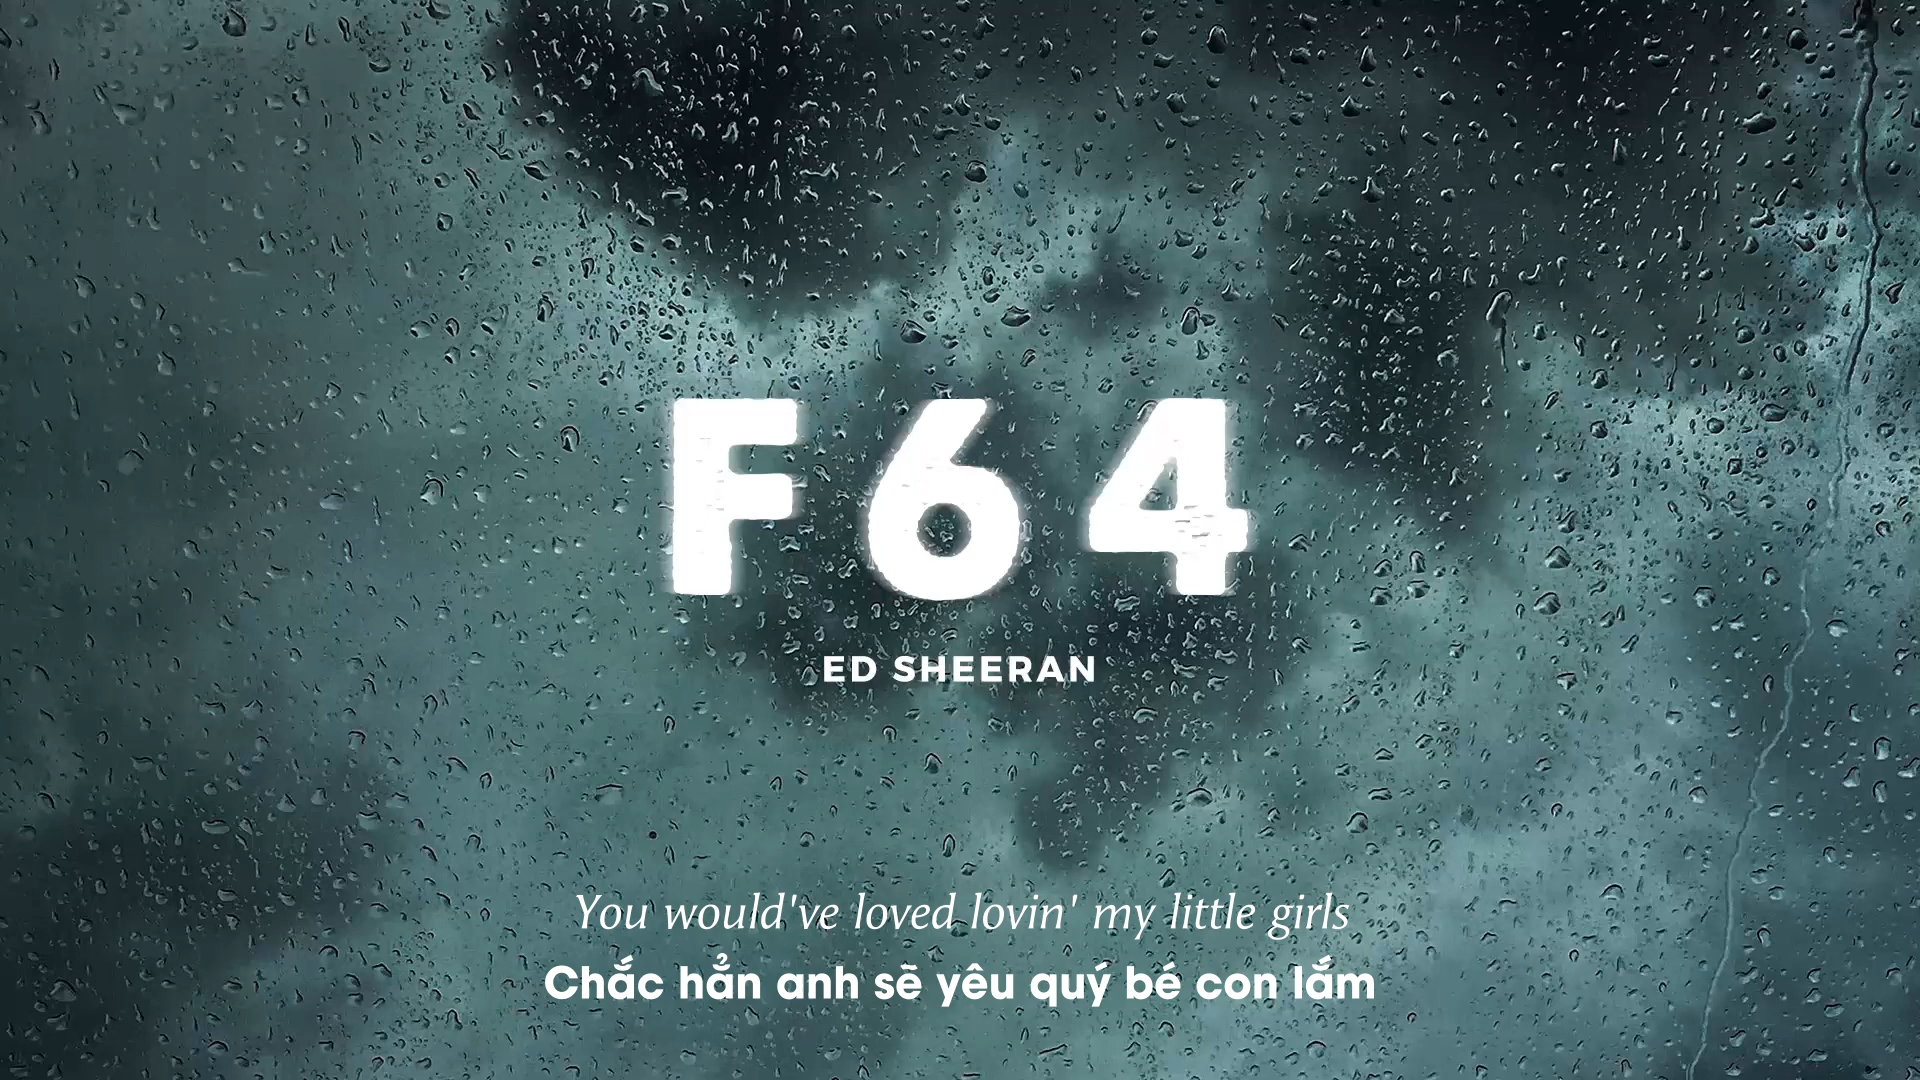 F64
ED SHEERAN
You would've loved lovin' my little girls
Chắc hẳn anh sẽ yêu quý bé con lắm